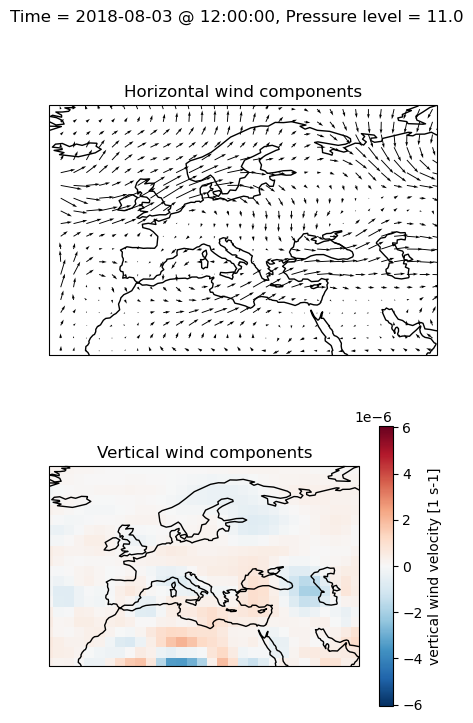 Time = 2018-08-03 @ 12:00:00, Pressure level = 11.0
Horizontal wind components
Vertical wind components
1e−6
6
4
2
0
−2
−4
−6
vertical wind velocity [1 s-1]